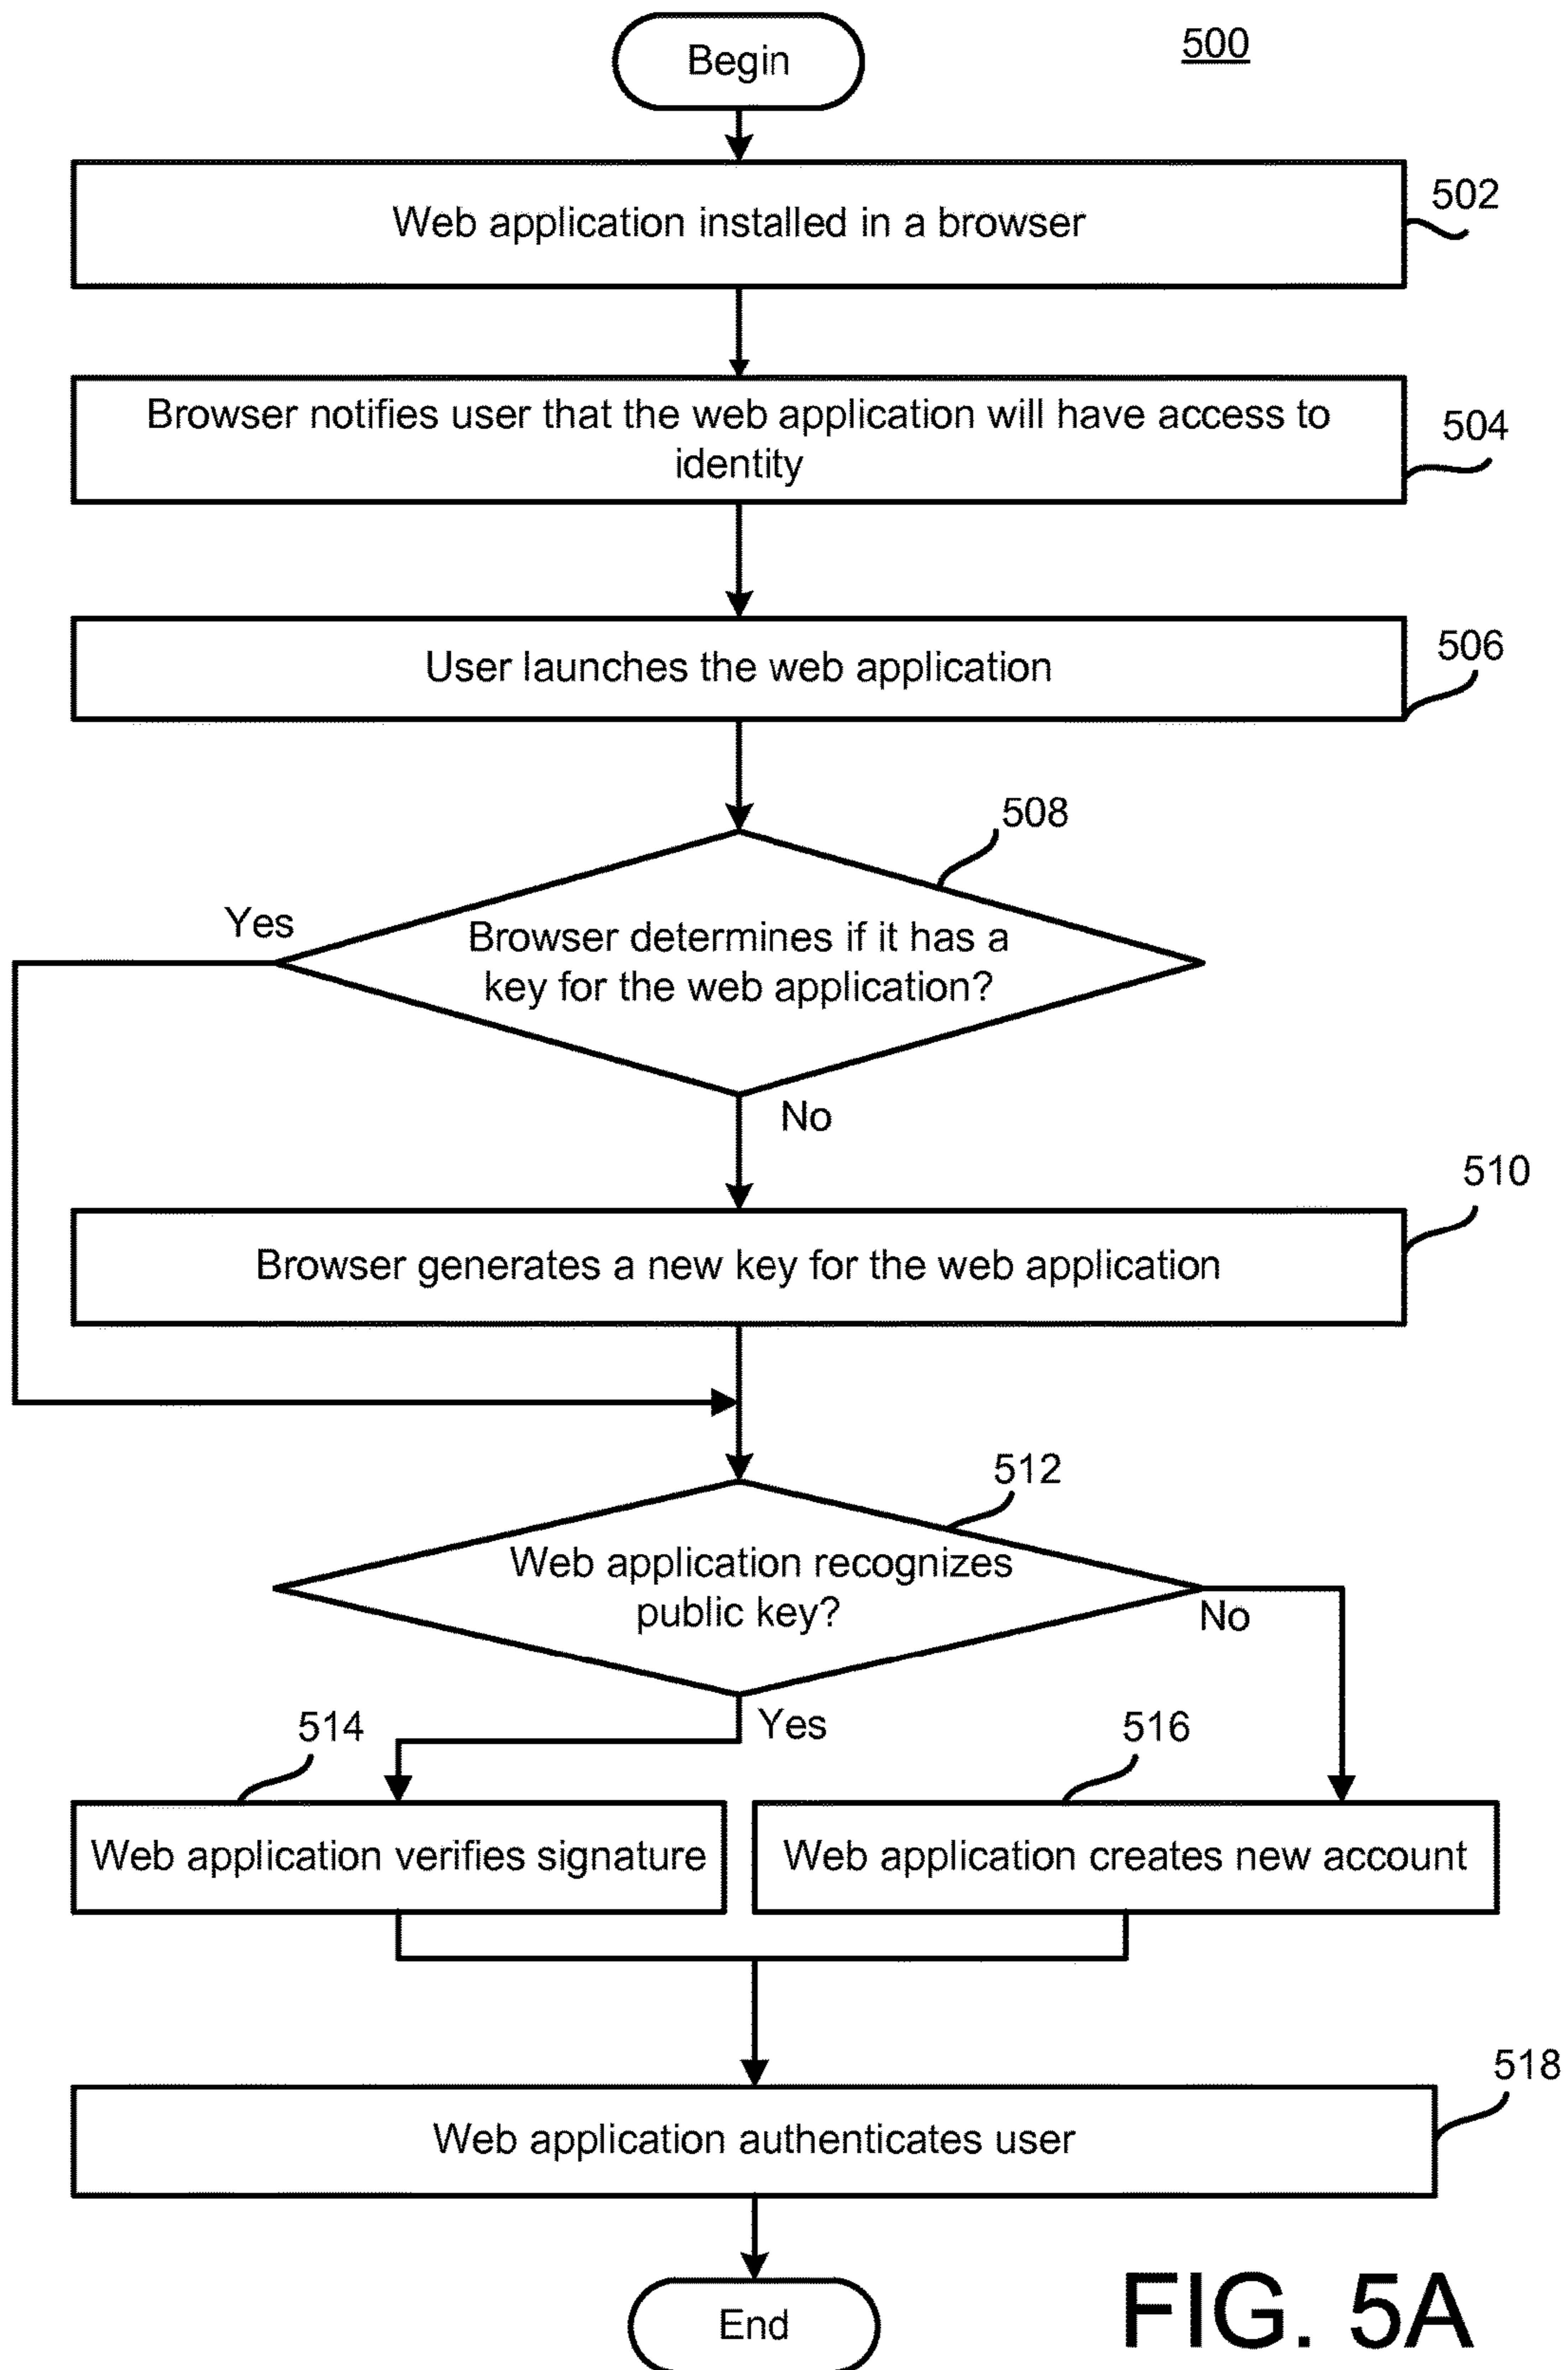 Begin
500
Web application installed in a browser
502
Browser notifies user that the web application will have access to
identity
504
User launches the web application
506
508
Yes
Browser determines if it has a
key for the web application?
No
510
Browser generates a new key for the web application
512
Web application recognizes
public key?
No
Yes
514
516
Web application verifies signature
Web application creates new account
518
Web application authenticates user
End
FIG. 5A